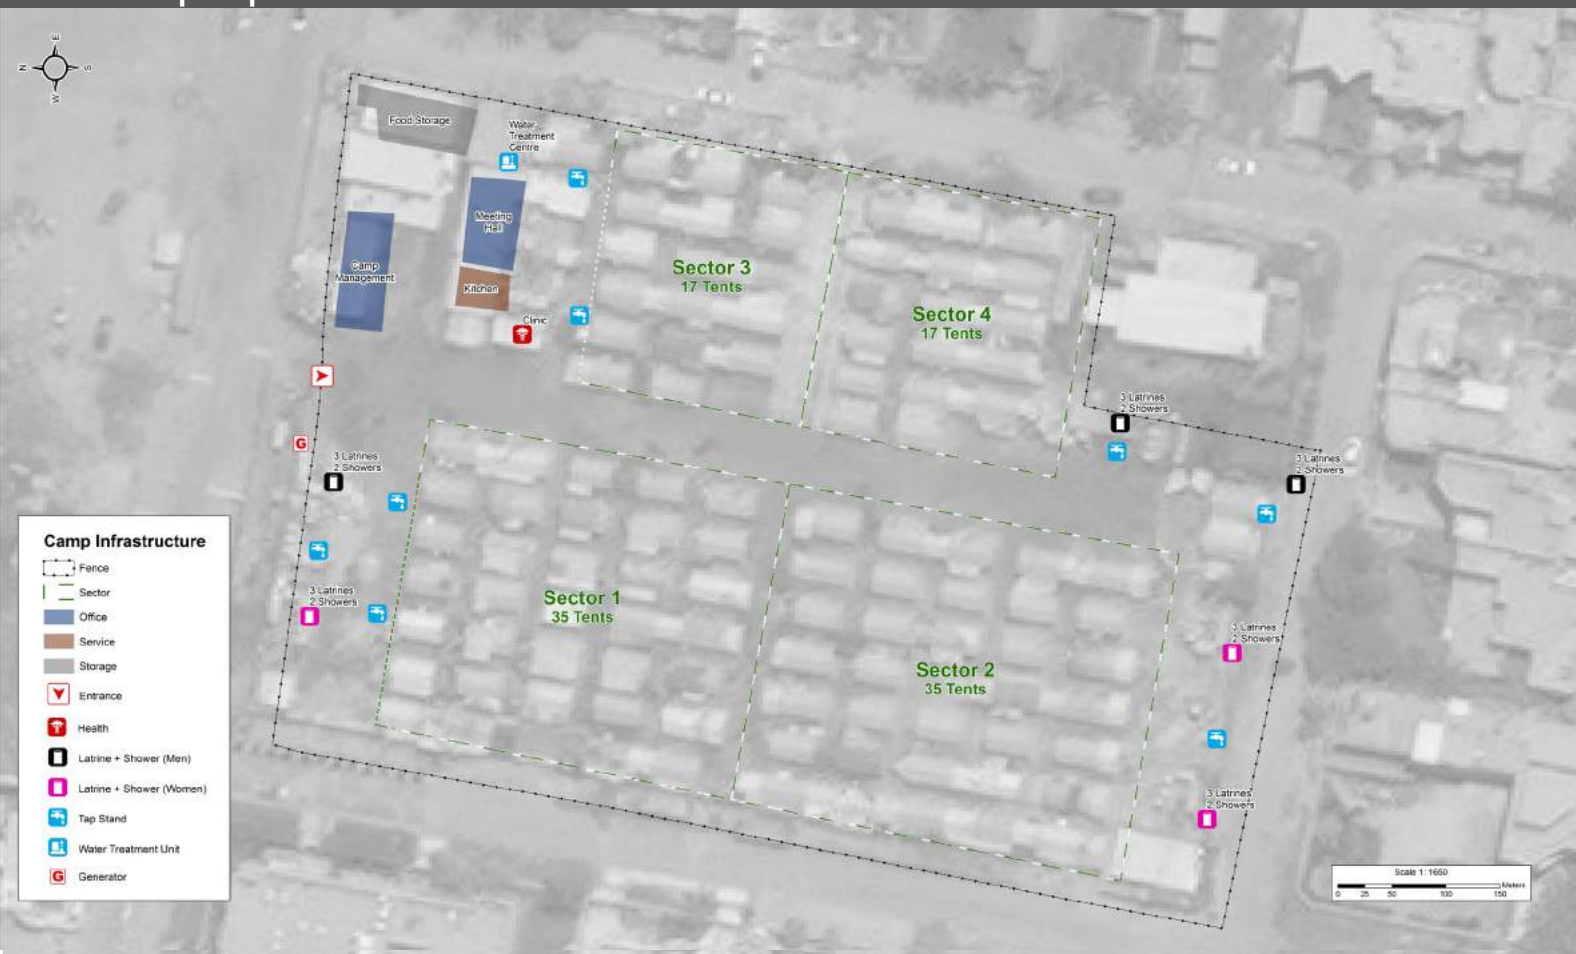 E
N
S
W
Food Storage
Water
Treatment
Centre
Meeting
Hall
Camp
Management
Kitchen
Clinic
Sector 3
17 Tents
Sector 4
17 Tents
3 Latrines
2 Showers
3 Latrines
2 Showers
G
3 Latrines
2 Showers
3 Latrines
2 Showers
Sector 1
35 Tents
Sector 2
35 Tents
3 Latrines
2 Showers
3 Latrines
2 Showers
Camp Infrastructure
Fence
Sector
Office
Service
Storage
Entrance
Health
Latrine + Shower (Men)
Latrine + Shower (Women)
Tap Stand
Water Treatment Unit
G Generator
Scale 1: 1650
Meters
0 25 50 100 150